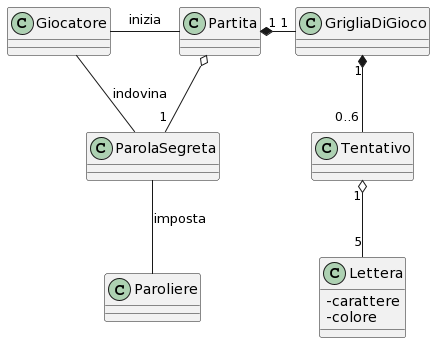 C Giocatore
inizia
C Partita
1 1
C GrigliaDiGioco
indovina
1
1
0..6
C ParolaSegreta
C Tentativo
imposta
1
5
C Paroliere
C Lettera
-carattere
-colore